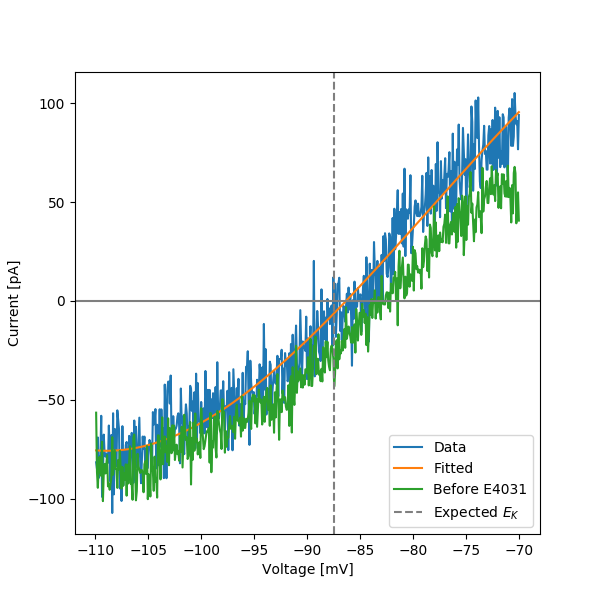 100
50
0
−50
−100
Current [pA]
Data
Fitted
Before E4031
Expected E_K
−110 −105 −100 −95 −90 −85 −80 −75 −70
Voltage [mV]